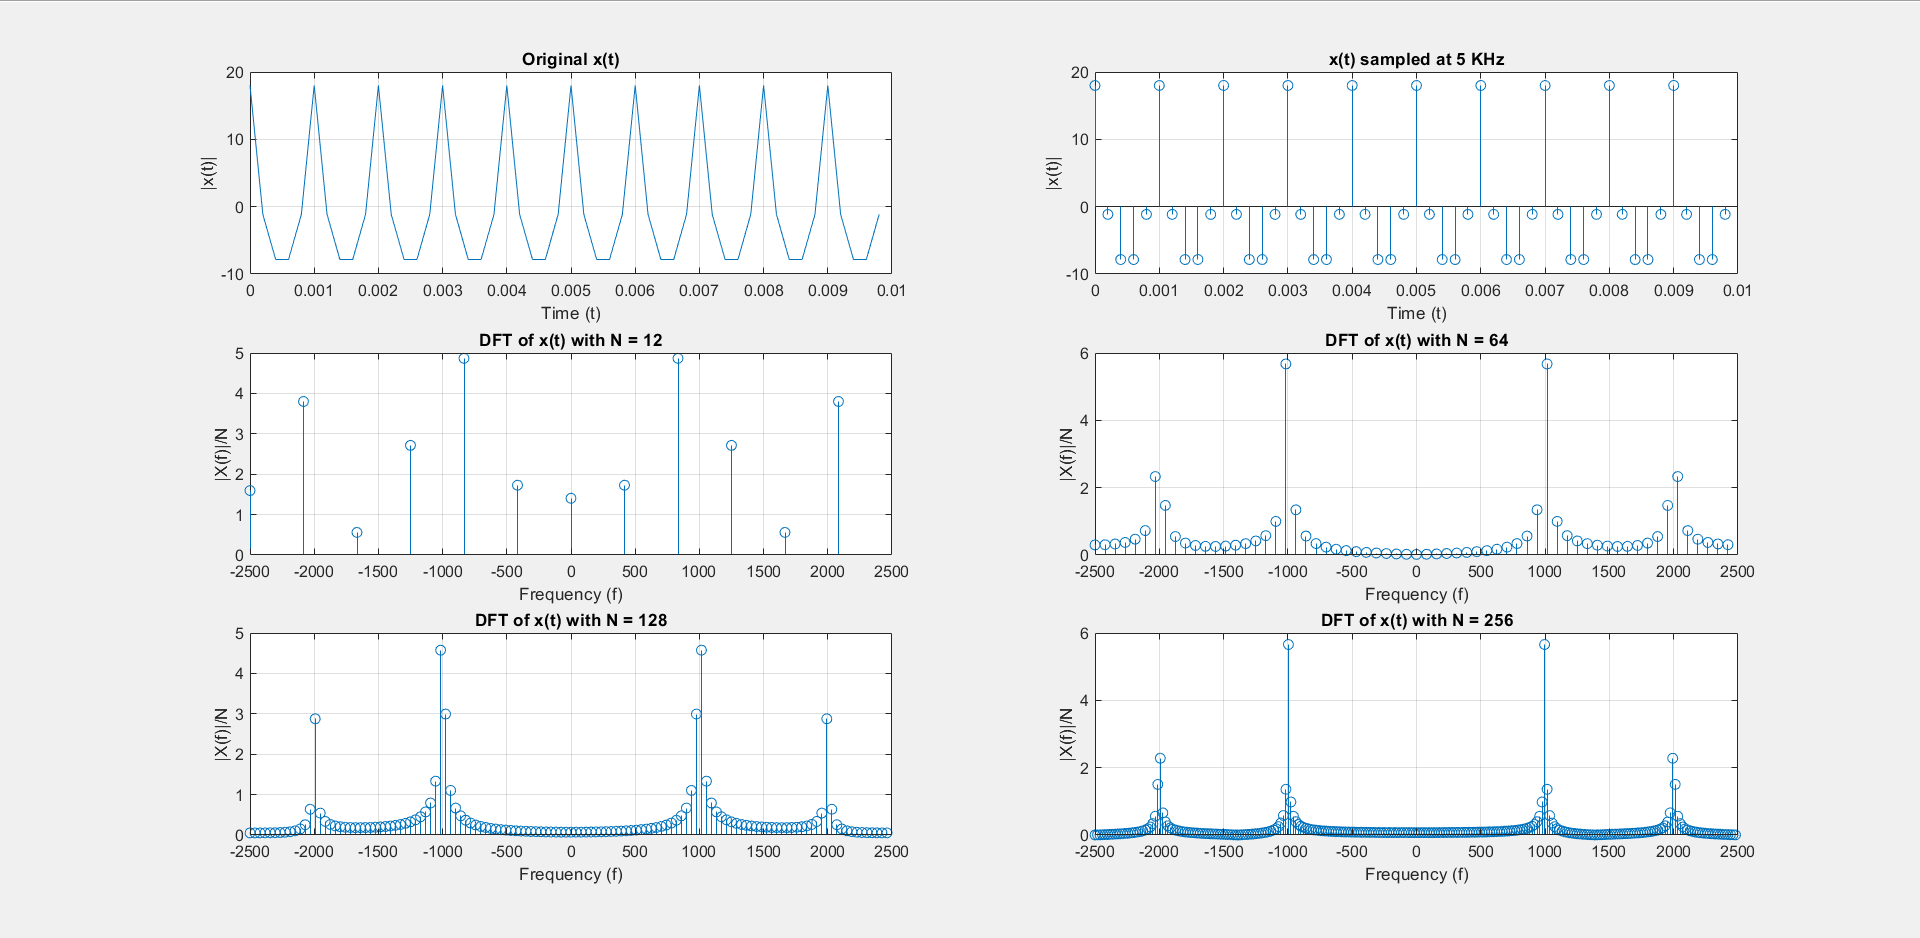 Original x(t)
20
10
0
-10
|x(t)|
0 0.001 0.002 0.003 0.004 0.005 0.006 0.007 0.008 0.009 0.01
Time (t)
x(t) sampled at 5 KHz
20
10
0
-10
|x(t)|
0 0.001 0.002 0.003 0.004 0.005 0.006 0.007 0.008 0.009 0.01
Time (t)
DFT of x(t) with N = 12
5
4
3
2
1
0
|X(f)|/N
-2500 -2000 -1500 -1000 -500 0 500 1000 1500 2000 2500
Frequency (f)
DFT of x(t) with N = 64
6
4
2
0
|X(f)|/N
-2500 -2000 -1500 -1000 -500 0 500 1000 1500 2000 2500
Frequency (f)
DFT of x(t) with N = 128
5
4
3
2
1
0
|X(f)|/N
-2500 -2000 -1500 -1000 -500 0 500 1000 1500 2000 2500
Frequency (f)
DFT of x(t) with N = 256
6
4
2
0
|X(f)|/N
-2500 -2000 -1500 -1000 -500 0 500 1000 1500 2000 2500
Frequency (f)